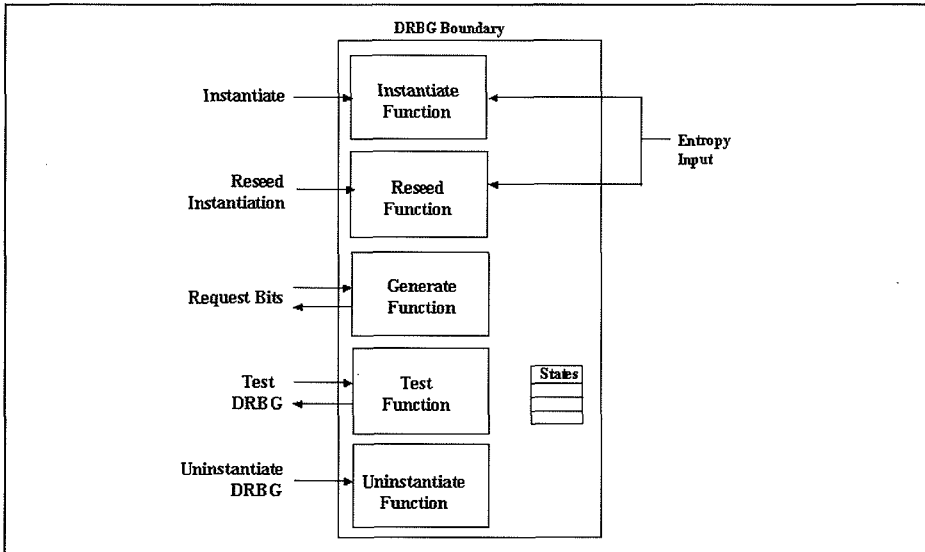 DRBG Boundary
Instantiate
Instantiate
Function
Entropy
Input
Reseed
Instantiation
Reseed
Function
Request Bits
Generate
Function
Test
DRBG
Test
Function
States
Uninstantiate
DRBG
Uninstantiate
Function